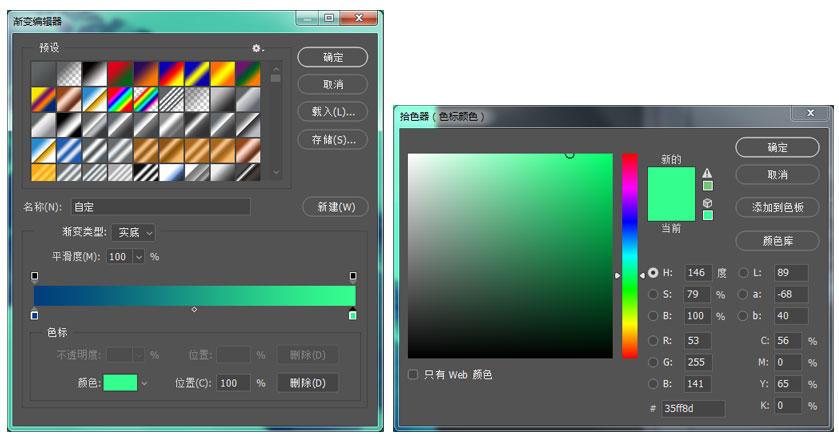 渐变编辑器
预设
确定
取消
载入(L)...
存储(S)...
名称(N): 自定
新建(W)
渐变类型: 实底
平滑度(M): 100 %
色标
不透明度: %
位置: %
删除(D)
颜色:
位置(C): 100 %
删除(D)
拾色器（色标颜色）
新的
当前
确定
取消
添加到色板
颜色库
H: 146 度
S: 79 %
B: 100 %
R: 53
G: 255
B: 141
# 35ff8d
L: 89
a: -68
b: 40
C: 56 %
M: 0 %
Y: 65 %
K: 0 %
只有 Web 颜色